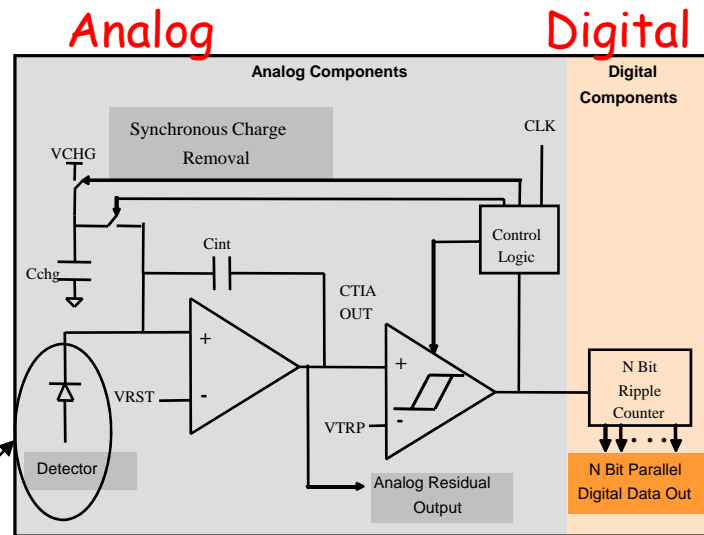 Analog
Digital
Analog Components
Digital
Components
Synchronous Charge
Removal
CLK
VCHG
Control
Logic
Cint
Cchg
CTIA
OUT
+
-
VRST
+
-
VTRP
N Bit
Ripple
Counter
Detector
Analog Residual
Output
N Bit Parallel
Digital Data Out